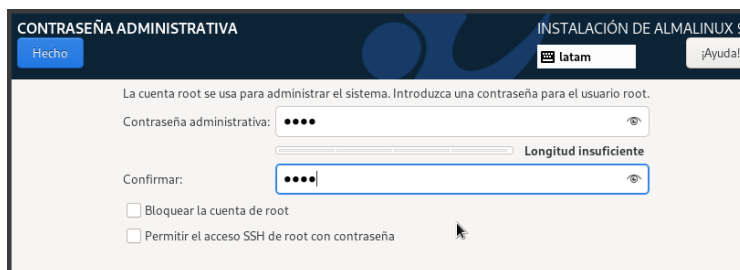 CONTRASEÑA ADMINISTRATIVA
INSTALACIÓN DE ALMALINUX 9
Hecho
latam
¡Ayuda!
La cuenta root se usa para administrar el sistema. Introduzca una contraseña para el usuario root.
Contraseña administrativa: ••••
Longitud insuficiente
Confirmar: ••••
Bloquear la cuenta de root
Permitir el acceso SSH de root con contraseña